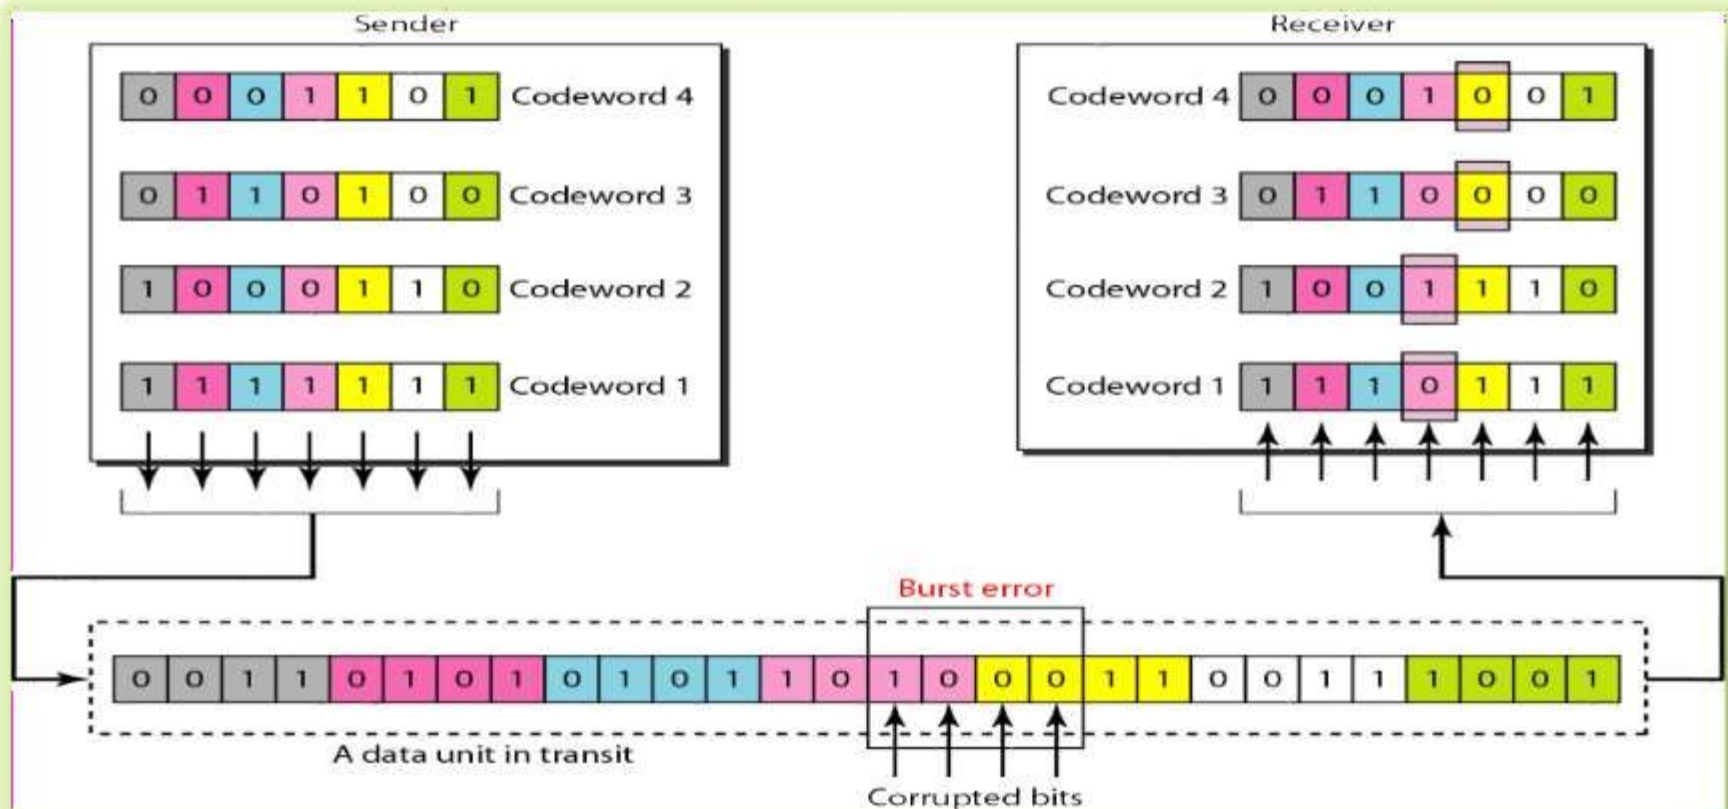 Sender
0 0 0 1 1 0 1 Codeword 4
0 1 1 0 1 0 0 Codeword 3
1 0 0 0 1 1 0 Codeword 2
1 1 1 1 1 1 1 Codeword 1
Receiver
Codeword 4 0 0 0 1 0 0 1
Codeword 3 0 1 1 0 0 0 0
Codeword 2 1 0 0 1 1 1 0
Codeword 1 1 1 1 0 1 1 1
Burst error
0 0 1 1 0 1 0 1 0 1 0 1 1 0 1 0 0 0 1 1 0 0 1 1 1 0 0 1
A data unit in transit
Corrupted bits